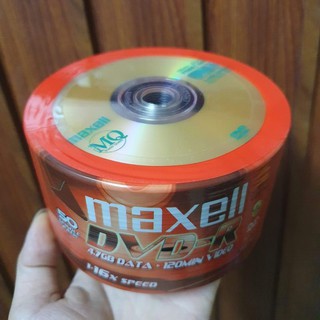 maxell
MQ
maxell
50
DVD-R
4.7GB DATA · 120MIN VIDEO
1-16x SPEED